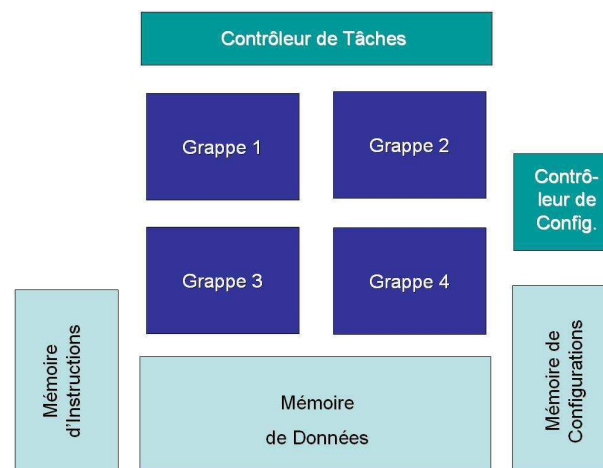 Contrôleur de Tâches
Grappe 1
Grappe 2
Contrô-
leur de
Config.
Grappe 3
Grappe 4
Mémoire
d'Instructions
Mémoire
de Données
Mémoire de
Configurations